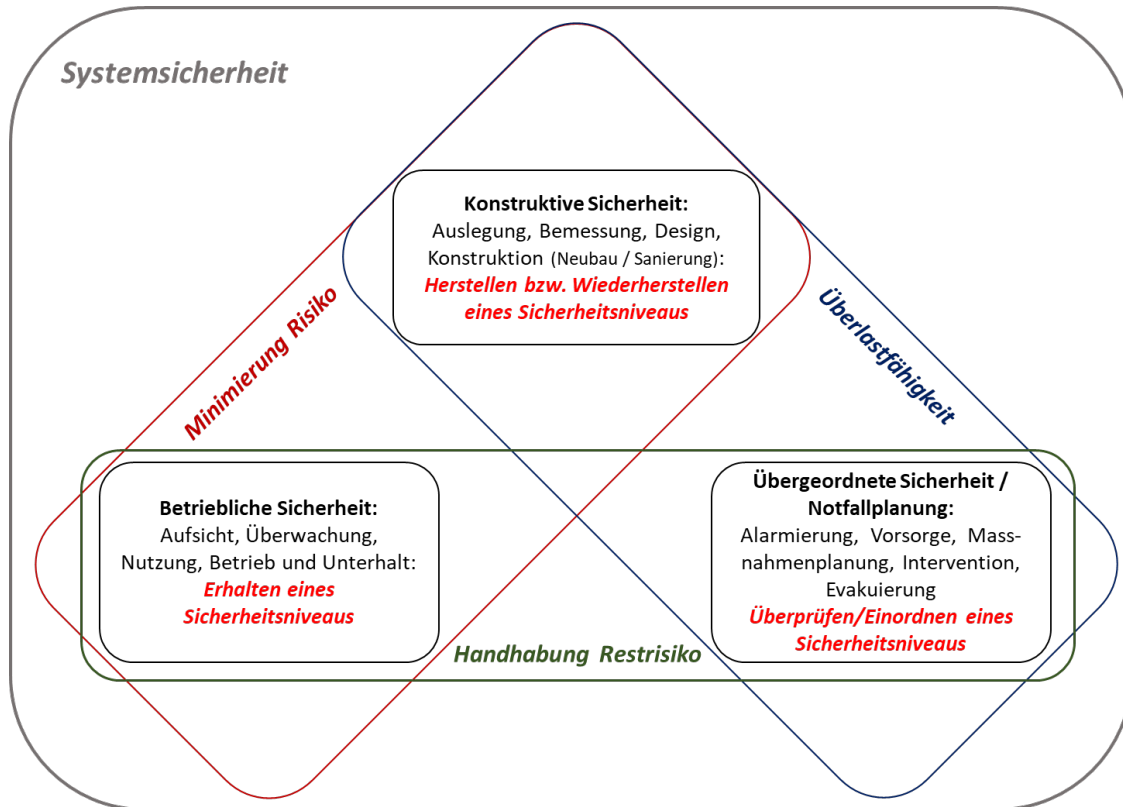 Systemsicherheit
Konstruktive Sicherheit:
Auslegung, Bemessung, Design,
Konstruktion (Neubau / Sanierung):
Herstellen bzw. Wiederherstellen
eines Sicherheitsniveaus
Minimierung Risiko
Überlastfähigkeit
Betriebliche Sicherheit:
Aufsicht, Überwachung,
Nutzung, Betrieb und Unterhalt:
Erhalten eines
Sicherheitsniveaus
Übergeordnete Sicherheit /
Notfallplanung:
Alarmierung, Vorsorge, Mass-
nahmenplanung, Intervention,
Evakuierung
Überprüfen/Einordnen eines
Sicherheitsniveaus
Handhabung Restrisiko